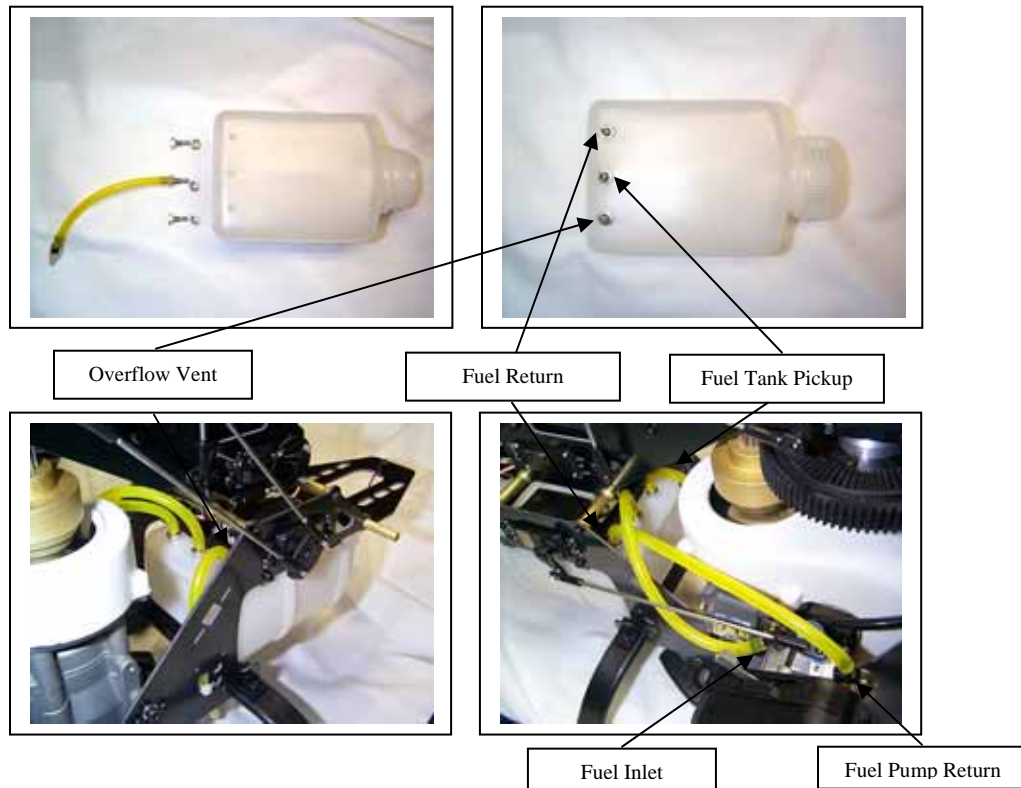 Overflow Vent
Fuel Return
Fuel Tank Pickup
Fuel Inlet
Fuel Pump Return